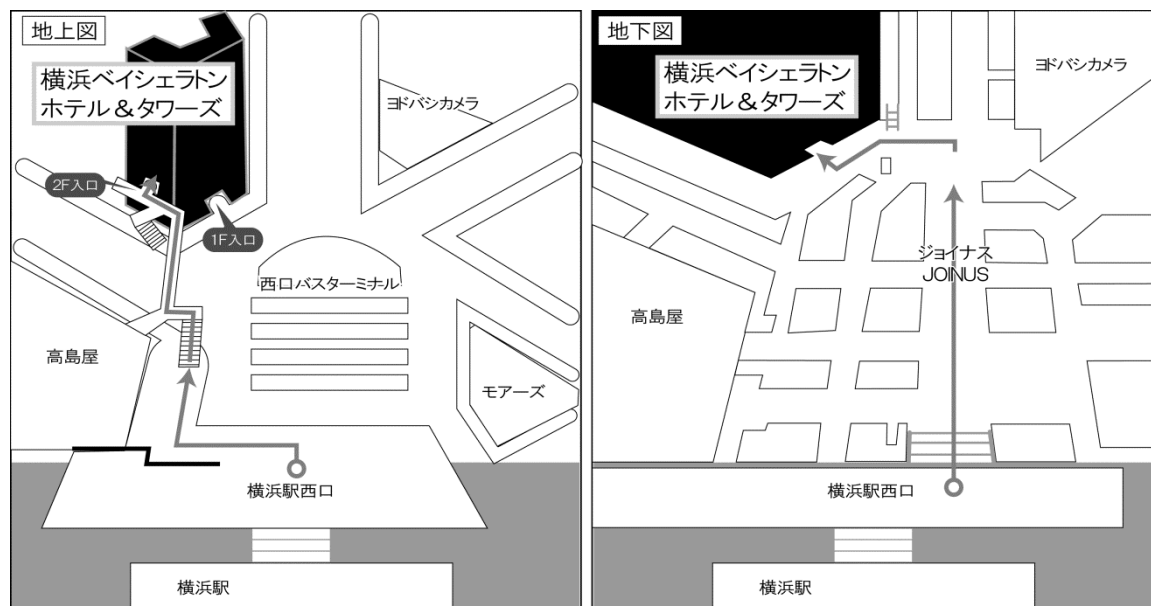 地上図
横浜ベイシェラトン
ホテル&タワーズ
ヨドバシカメラ
2F入口
1F入口
西口バスターミナル
高島屋
モアーズ
横浜駅西口
横浜駅
地下図
横浜ベイシェラトン
ホテル&タワーズ
ヨドバシカメラ
ジョイナス
JOINUS
高島屋
横浜駅西口
横浜駅